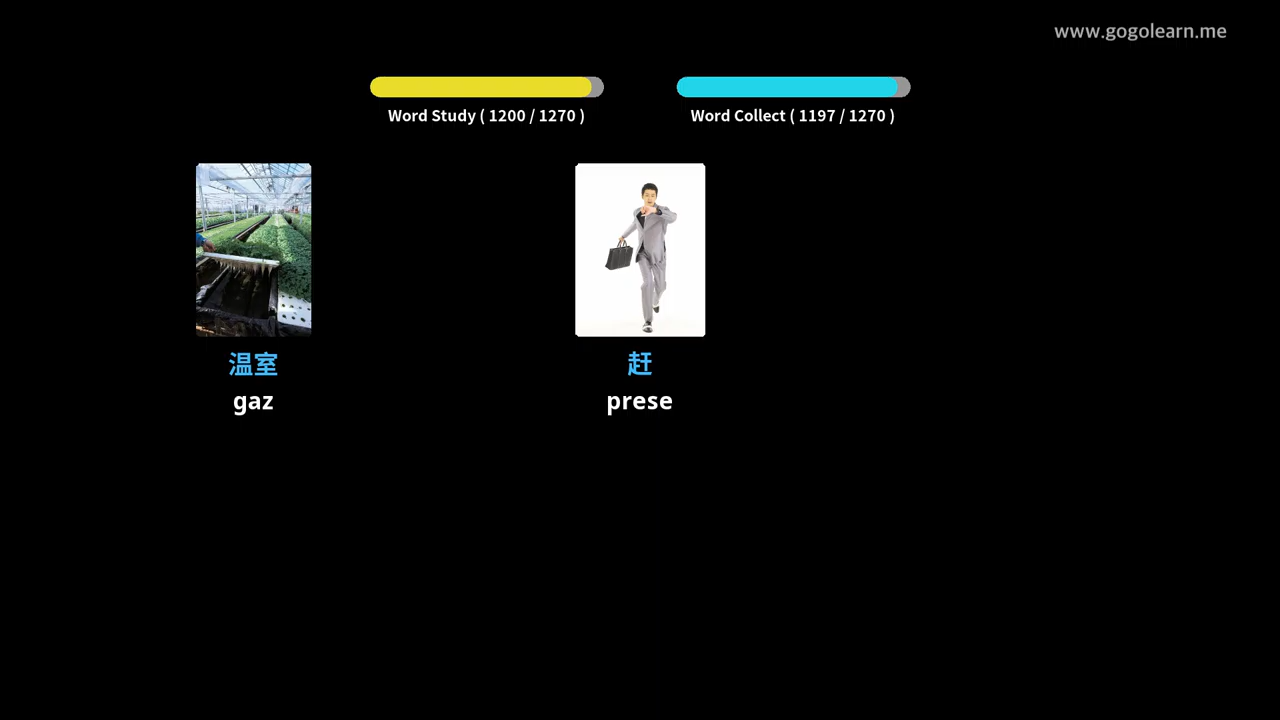 www.gogolearn.me
Word Study ( 1200 / 1270 )
Word Collect ( 1197 / 1270 )
温室
gaz
赶
prese